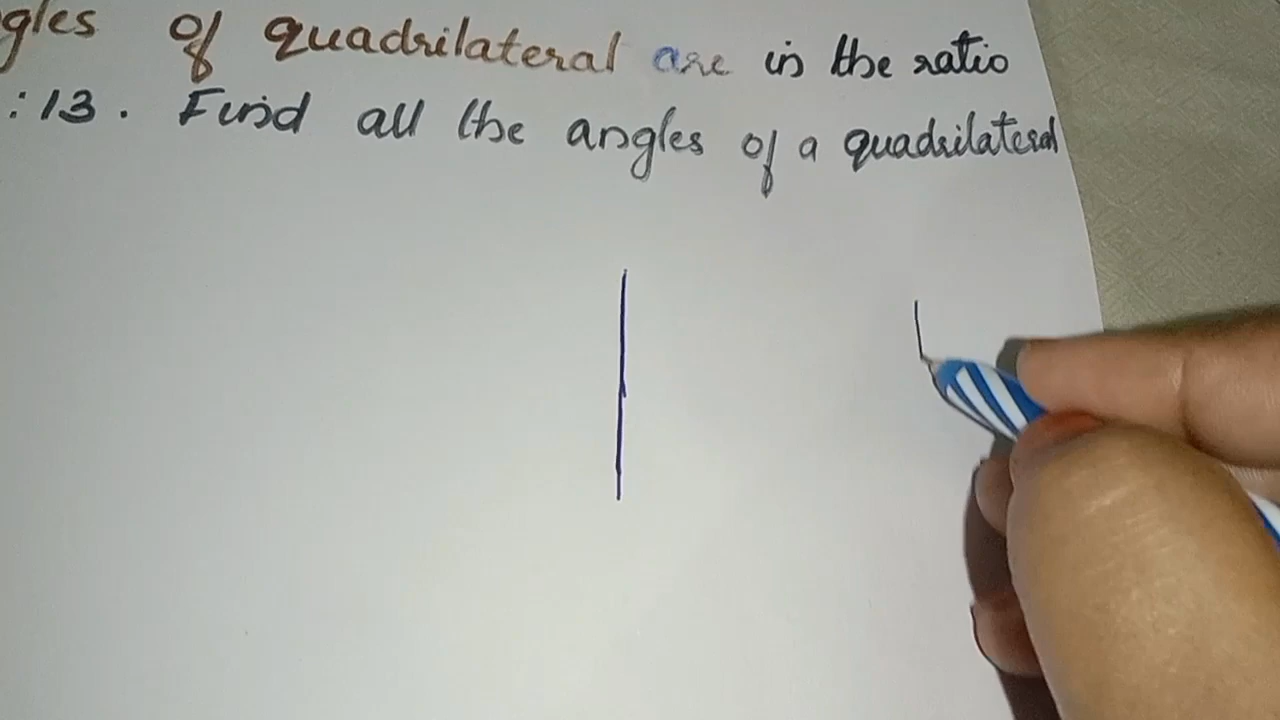 gles of quadrilateral are in the ratio
:13. Find all the angles of a quadrilateral